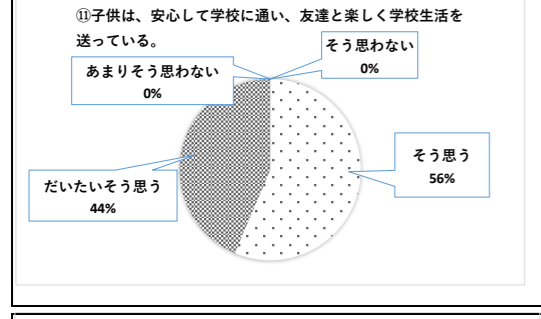 ⑪子供は、安心して学校に通い、友達と楽しく学校生活を
送っている。
そう思わない
0%
あまりそう思わない
0%
そう思う
56%
だいたいそう思う
44%